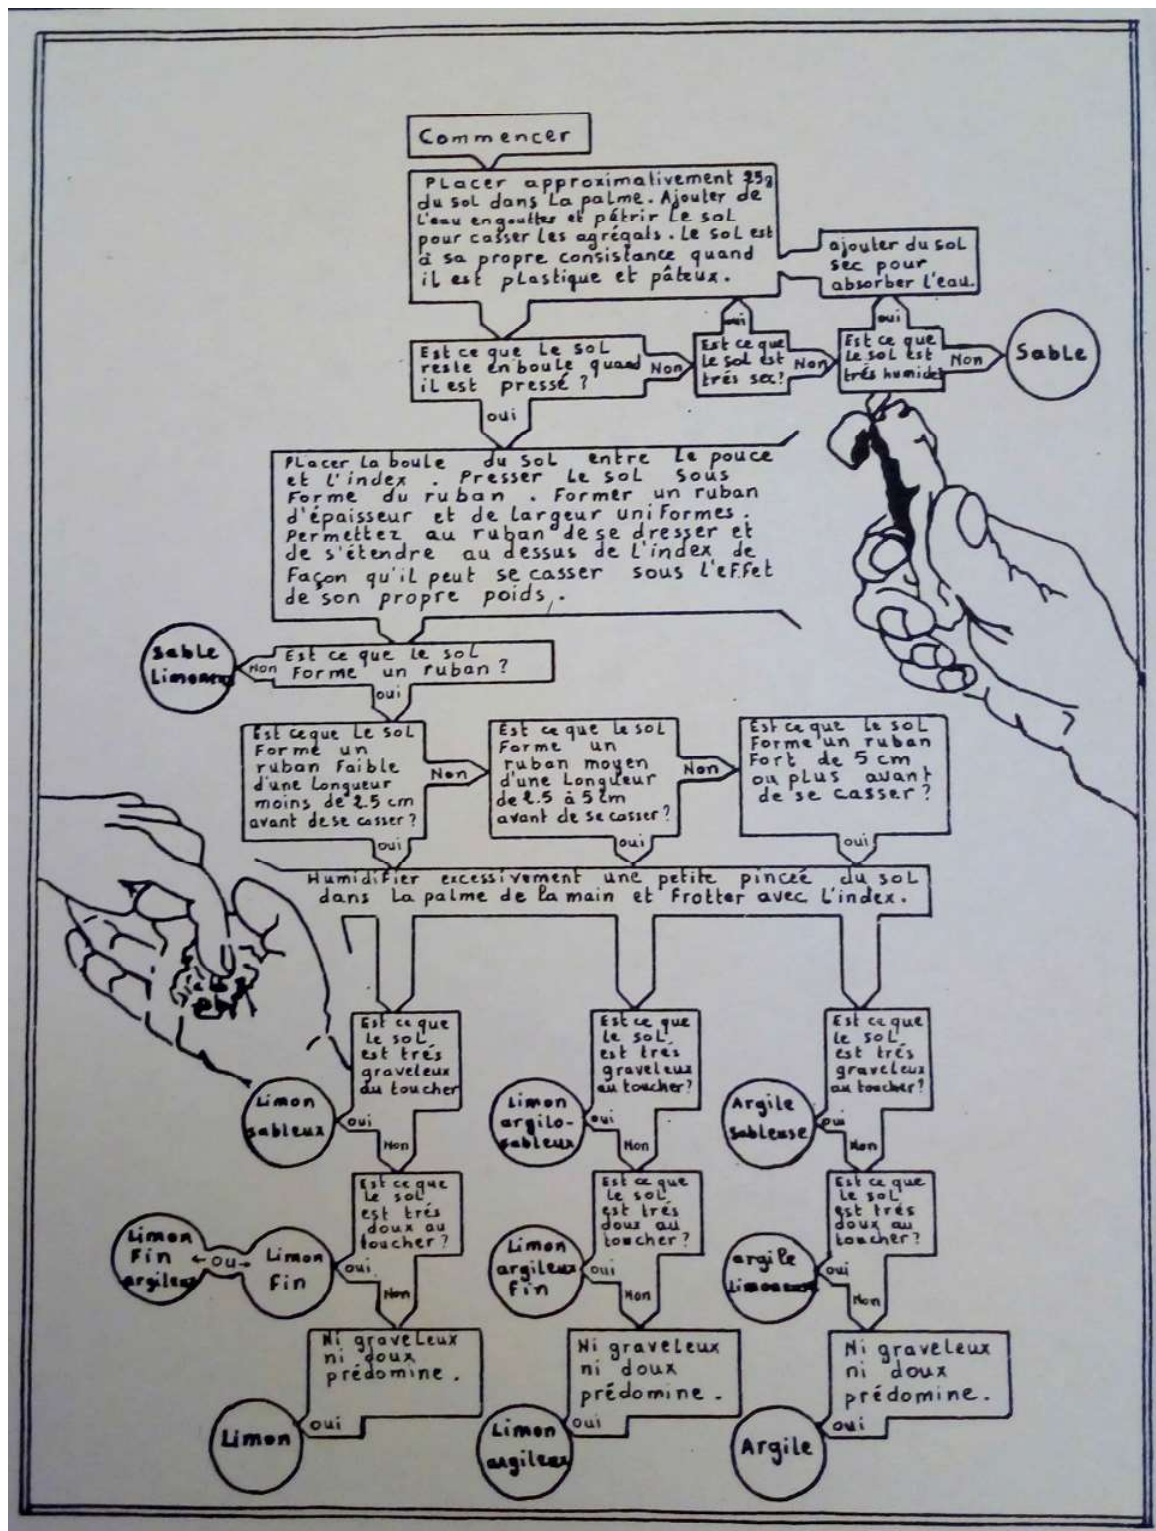 Commencer
Placer approximativement 25g
du sol dans la palme. Ajouter de
l'eau en gouttes et pétrir le sol
pour casser les agrégats. Le sol est
à sa propre consistance quand
il est plastique et pâteux.
ajouter du sol
sec pour
absorber l'eau.
oui
oui
Est ce que le sol
reste en boule quand
il est pressé ?
Non
Est ce que
le sol est
trés sec?
Non
Est ce que
le sol est
trés humide
Non
Sable
oui
Placer la boule du sol entre le pouce
et l'index . Presser le sol sous
Forme du ruban . Former un ruban
d'épaisseur et de largeur uniformes .
Permettez au ruban de se dresser et
de s'étendre au dessus de l'index de
Façon qu'il peut se casser sous l'effet
de son propre poids, .
Sable
Limoneux
Non
Est ce que le sol
Forme un ruban ?
oui
Est ce que le sol
Forme un
ruban faible
d'une Longueur
moins de 2.5 cm
avant de se casser ?
Non
Est ce que le sol
Forme un
ruban moyen
d'une Longueur
de 2.5 à 5 cm
avant de se casser ?
Non
Est ce que le sol
Forme un ruban
Fort de 5 cm
ou plus avant
de se casser ?
oui
oui
oui
Humidifier excessivement une petite pinceé du sol
dans la palme de la main et Frotter avec l'index .
Est ce que
le sol
est trés
graveleux
au toucher
oui
Limon
sableux
Non
Est ce que
le sol
est trés
graveleux
au toucher?
oui
Limon
argilo-
sableux
Non
Est ce que
le sol
est trés
graveleux
au toucher?
oui
Argile
sableuse
Non
Est ce que
le sol
est trés
doux au
toucher ?
oui
Limon
Fin
← ou →
Limon
Fin
argileux
Non
Est ce que
le sol
est trés
doux au
toucher ?
oui
Limon
argileux
Fin
Non
Est ce que
le sol
est trés
doux au
toucher ?
oui
argile
Limoneuse
Non
Ni graveleux
ni doux
prédomine .
oui
Limon
Ni graveleux
ni doux
prédomine .
oui
Limon
argileux
Ni graveleux
ni doux
prédomine .
oui
Argile